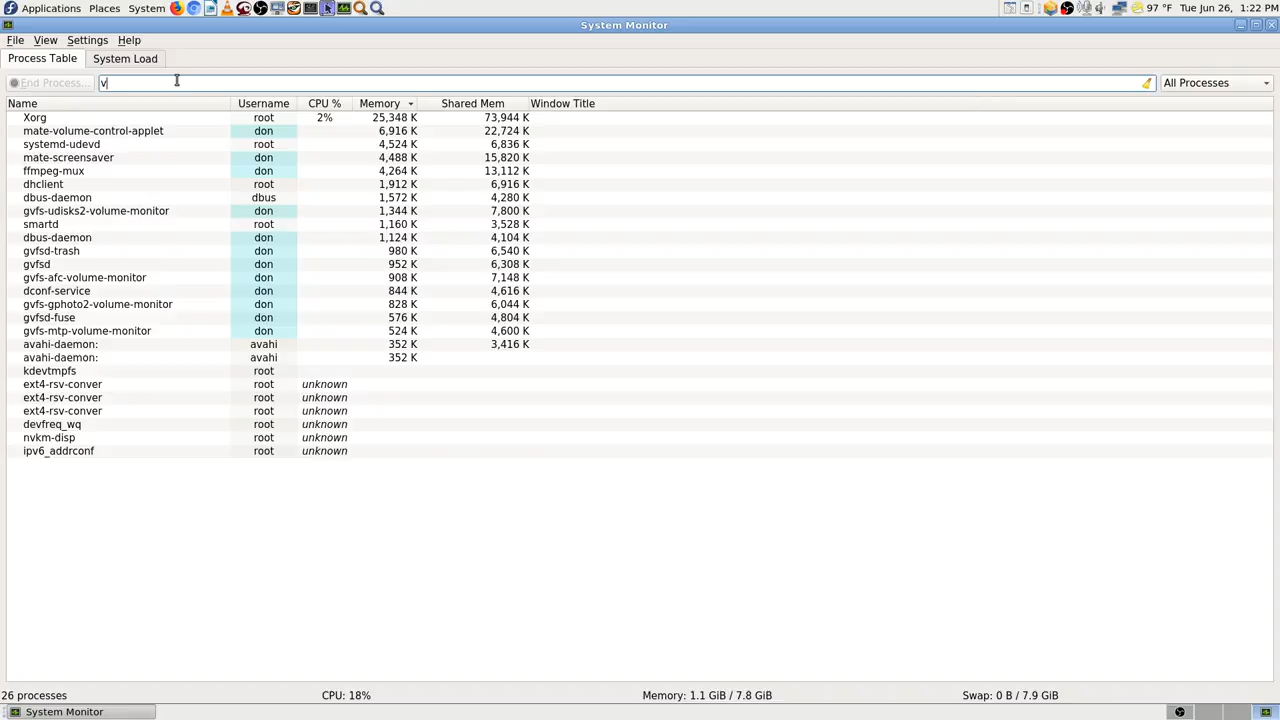 Applications Places System 97 °F Tue Jun 26, 1:22 PM
System Monitor
File View Settings Help
Process Table System Load
End Process... v All Processes
Name Username CPU % Memory Shared Mem Window Title
Xorg root 2% 25,348 K 73,944 K
mate-volume-control-applet don 6,916 K 22,724 K
systemd-udevd root 4,524 K 6,836 K
mate-screensaver don 4,488 K 15,820 K
ffmpeg-mux don 4,264 K 13,112 K
dhclient root 1,912 K 6,916 K
dbus-daemon dbus 1,572 K 4,280 K
gvfs-udisks2-volume-monitor don 1,344 K 7,800 K
smartd root 1,160 K 3,528 K
dbus-daemon don 1,124 K 4,104 K
gvfsd-trash don 980 K 6,540 K
gvfsd don 952 K 6,308 K
gvfs-afc-volume-monitor don 908 K 7,148 K
dconf-service don 844 K 4,616 K
gvfs-gphoto2-volume-monitor don 828 K 6,044 K
gvfsd-fuse don 576 K 4,804 K
gvfs-mtp-volume-monitor don 524 K 4,600 K
avahi-daemon: avahi 352 K 3,416 K
avahi-daemon: avahi 352 K
kdevtmpfs root
ext4-rsv-conver root unknown
ext4-rsv-conver root unknown
ext4-rsv-conver root unknown
devfreq_wq root unknown
nvkm-disp root unknown
ipv6_addrconf root unknown
26 processes CPU: 18% Memory: 1.1 GiB / 7.8 GiB Swap: 0 B / 7.9 GiB
System Monitor